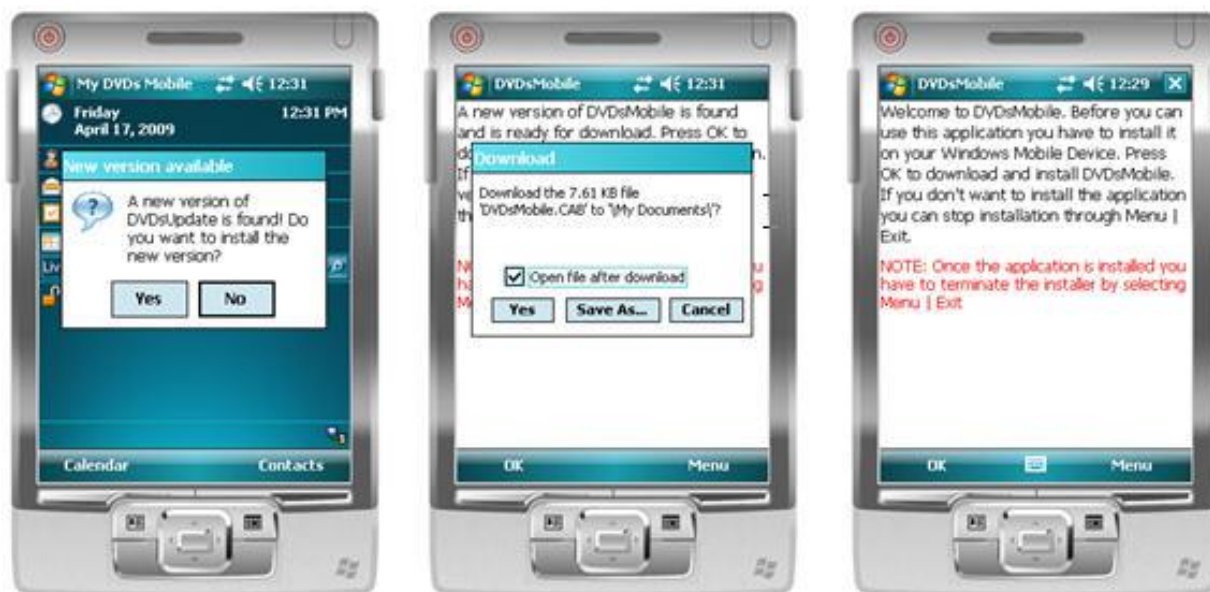 My DVDs Mobile 12:31
Friday 12:31 PM
April 17, 2009
New version available
A new version of
DVDsUpdate is found! Do
you want to install the
new version?
Liv
Yes No
Calendar Contacts
DVDsMobile 12:31
A new version of DVDsMobile is found
and is ready for download. Press OK to
Download
If
Download the 7.61 KB file
'DVDsMobile.CAB' to '\My Documents\'?
Open file after download
Yes Save As... Cancel
OK Menu
DVDsMobile 12:29
Welcome to DVDsMobile. Before you can
use this application you have to install it
on your Windows Mobile Device. Press
OK to download and install DVDsMobile.
If you don't want to install the application
you can stop installation through Menu |
Exit.
NOTE: Once the application is installed you
have to terminate the installer by selecting
Menu | Exit
OK Menu